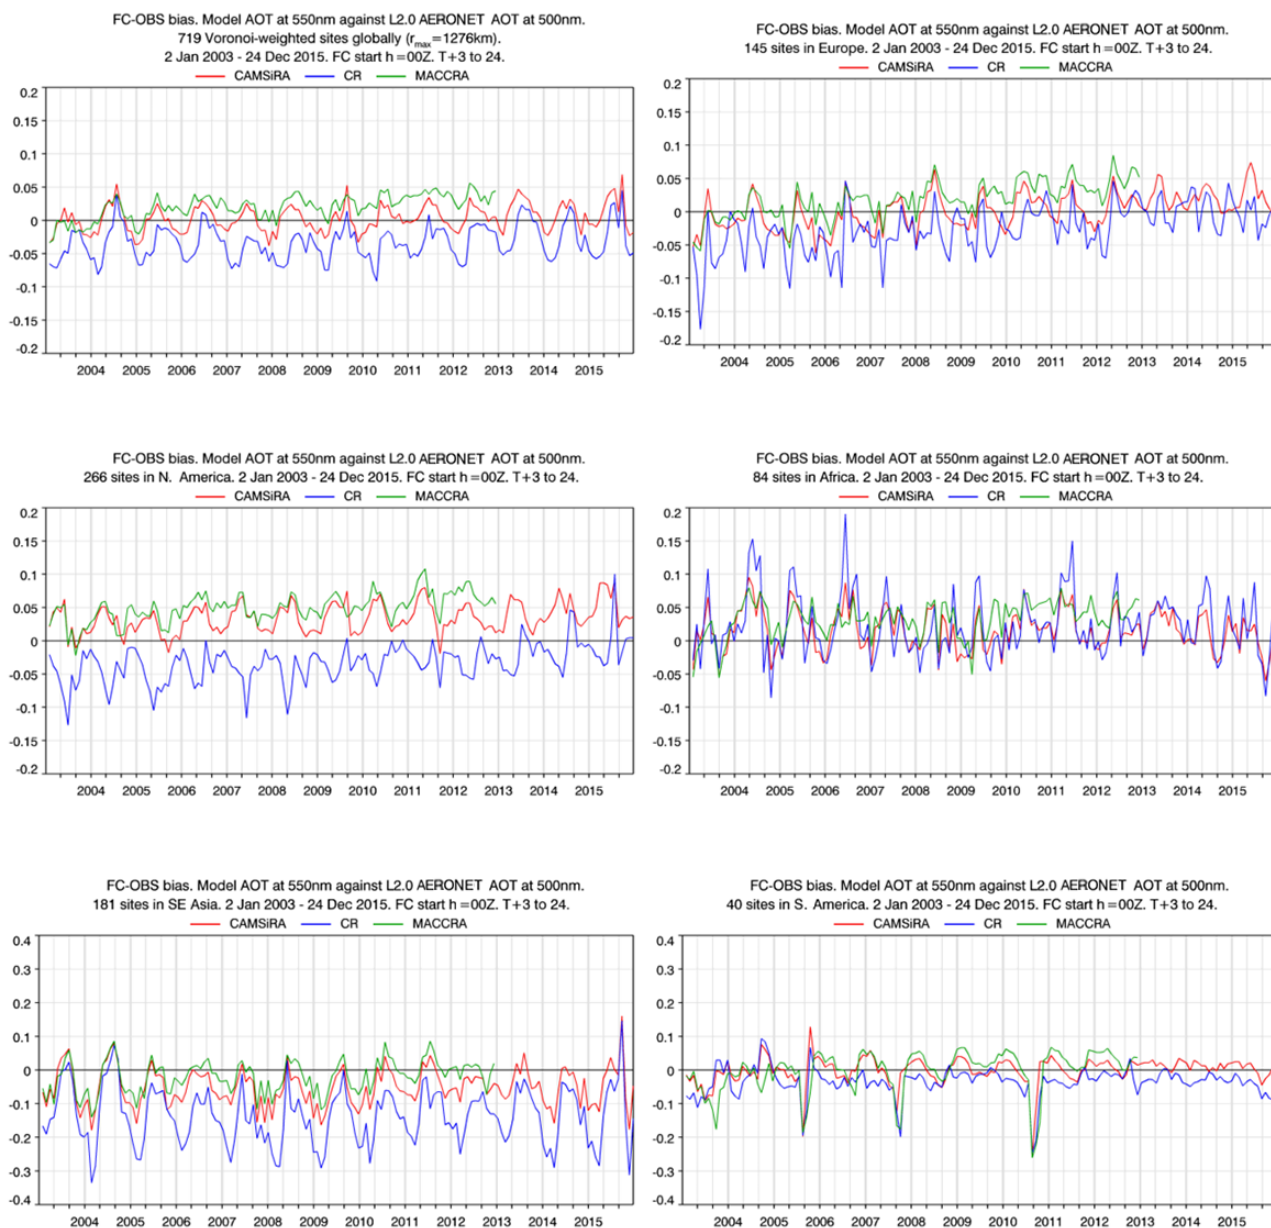 FC-OBS bias. Model AOT at 550nm against L2.0 AERONET AOT at 500nm.
719 Voronoi-weighted sites globally (rmax=1276km).
2 Jan 2003 - 24 Dec 2015. FC start h=00Z. T+3 to 24.
CAMSiRA CR MACCRA
0.2
0.15
0.1
0.05
0
-0.05
-0.1
-0.15
-0.2
2004 2005 2006 2007 2008 2009 2010 2011 2012 2013 2014 2015
FC-OBS bias. Model AOT at 550nm against L2.0 AERONET AOT at 500nm.
145 sites in Europe. 2 Jan 2003 - 24 Dec 2015. FC start h=00Z. T+3 to 24.
CAMSiRA CR MACCRA
0.2
0.15
0.1
0.05
0
-0.05
-0.1
-0.15
-0.2
2004 2005 2006 2007 2008 2009 2010 2011 2012 2013 2014 2015
FC-OBS bias. Model AOT at 550nm against L2.0 AERONET AOT at 500nm.
266 sites in N. America. 2 Jan 2003 - 24 Dec 2015. FC start h=00Z. T+3 to 24.
CAMSiRA CR MACCRA
0.2
0.15
0.1
0.05
0
-0.05
-0.1
-0.15
-0.2
2004 2005 2006 2007 2008 2009 2010 2011 2012 2013 2014 2015
FC-OBS bias. Model AOT at 550nm against L2.0 AERONET AOT at 500nm.
84 sites in Africa. 2 Jan 2003 - 24 Dec 2015. FC start h=00Z. T+3 to 24.
CAMSiRA CR MACCRA
0.2
0.15
0.1
0.05
0
-0.05
-0.1
-0.15
-0.2
2004 2005 2006 2007 2008 2009 2010 2011 2012 2013 2014 2015
FC-OBS bias. Model AOT at 550nm against L2.0 AERONET AOT at 500nm.
181 sites in SE Asia. 2 Jan 2003 - 24 Dec 2015. FC start h=00Z. T+3 to 24.
CAMSiRA CR MACCRA
0.4
0.3
0.2
0.1
0
-0.1
-0.2
-0.3
-0.4
2004 2005 2006 2007 2008 2009 2010 2011 2012 2013 2014 2015
FC-OBS bias. Model AOT at 550nm against L2.0 AERONET AOT at 500nm.
40 sites in S. America. 2 Jan 2003 - 24 Dec 2015. FC start h=00Z. T+3 to 24.
CAMSiRA CR MACCRA
0.4
0.3
0.2
0.1
0
-0.1
-0.2
-0.3
-0.4
2004 2005 2006 2007 2008 2009 2010 2011 2012 2013 2014 2015